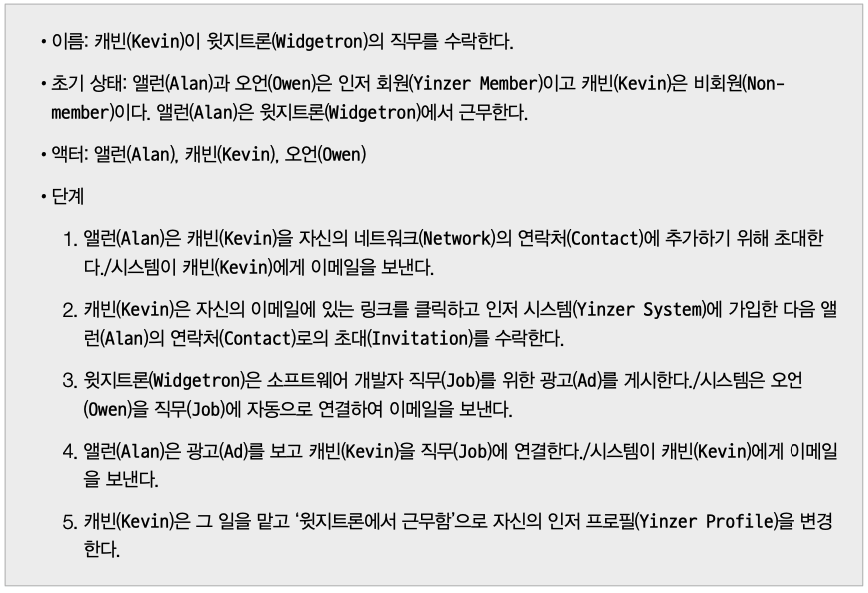 • 이름: 캐빈(Kevin)이 윗지트론(Widgetron)의 직무를 수락한다.
• 초기 상태: 앨런(Alan)과 오언(Owen)은 인저 회원(Yinzer Member)이고 캐빈(Kevin)은 비회원(Non-
member)이다. 앨런(Alan)은 윗지트론(Widgetron)에서 근무한다.
• 액터: 앨런(Alan), 캐빈(Kevin), 오언(Owen)
• 단계
1. 앨런(Alan)은 캐빈(Kevin)을 자신의 네트워크(Network)의 연락처(Contact)에 추가하기 위해 초대한
다./시스템이 캐빈(Kevin)에게 이메일을 보낸다.
2. 캐빈(Kevin)은 자신의 이메일에 있는 링크를 클릭하고 인저 시스템(Yinzer System)에 가입한 다음 앨
런(Alan)의 연락처(Contact)로의 초대(Invitation)를 수락한다.
3. 윗지트론(Widgetron)은 소프트웨어 개발자 직무(Job)를 위한 광고(Ad)를 게시한다./시스템은 오언
(Owen)을 직무(Job)에 자동으로 연결하여 이메일을 보낸다.
4. 앨런(Alan)은 광고(Ad)를 보고 캐빈(Kevin)을 직무(Job)에 연결한다./시스템이 캐빈(Kevin)에게 이메일
을 보낸다.
5. 캐빈(Kevin)은 그 일을 맡고 ‘윗지트론에서 근무함’으로 자신의 인저 프로필(Yinzer Profile)을 변경
한다.